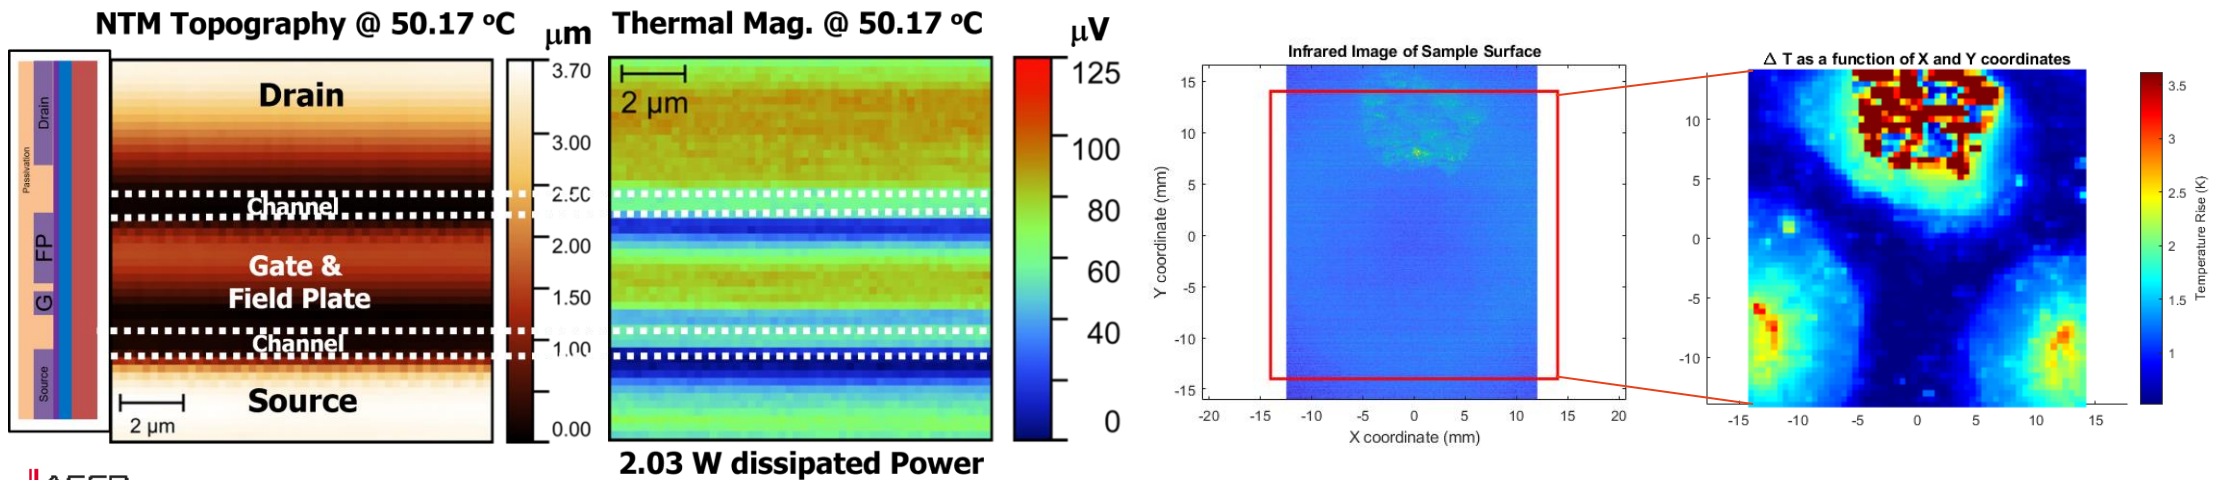 NTM Topography @ 50.17 ºC
μm
Drain
Passivation
FP
G
Source
Drain
Channel
Gate &
Field Plate
Channel
Source
2 μm
3.70
3.00
2.50
2.00
1.50
1.00
0.00
Thermal Mag. @ 50.17 ºC
μV
2 μm
125
100
80
60
40
0
2.03 W dissipated Power
Infrared Image of Sample Surface
Y coordinate (mm)
15
10
5
0
-5
-10
-15
-20 -15 -10 -5 0 5 10 15 20
X coordinate (mm)
Δ T as a function of X and Y coordinates
10
5
0
-5
-10
-15 -10 -5 0 5 10 15
3.5
3
2.5
2
1.5
1
Temperature Rise (K)